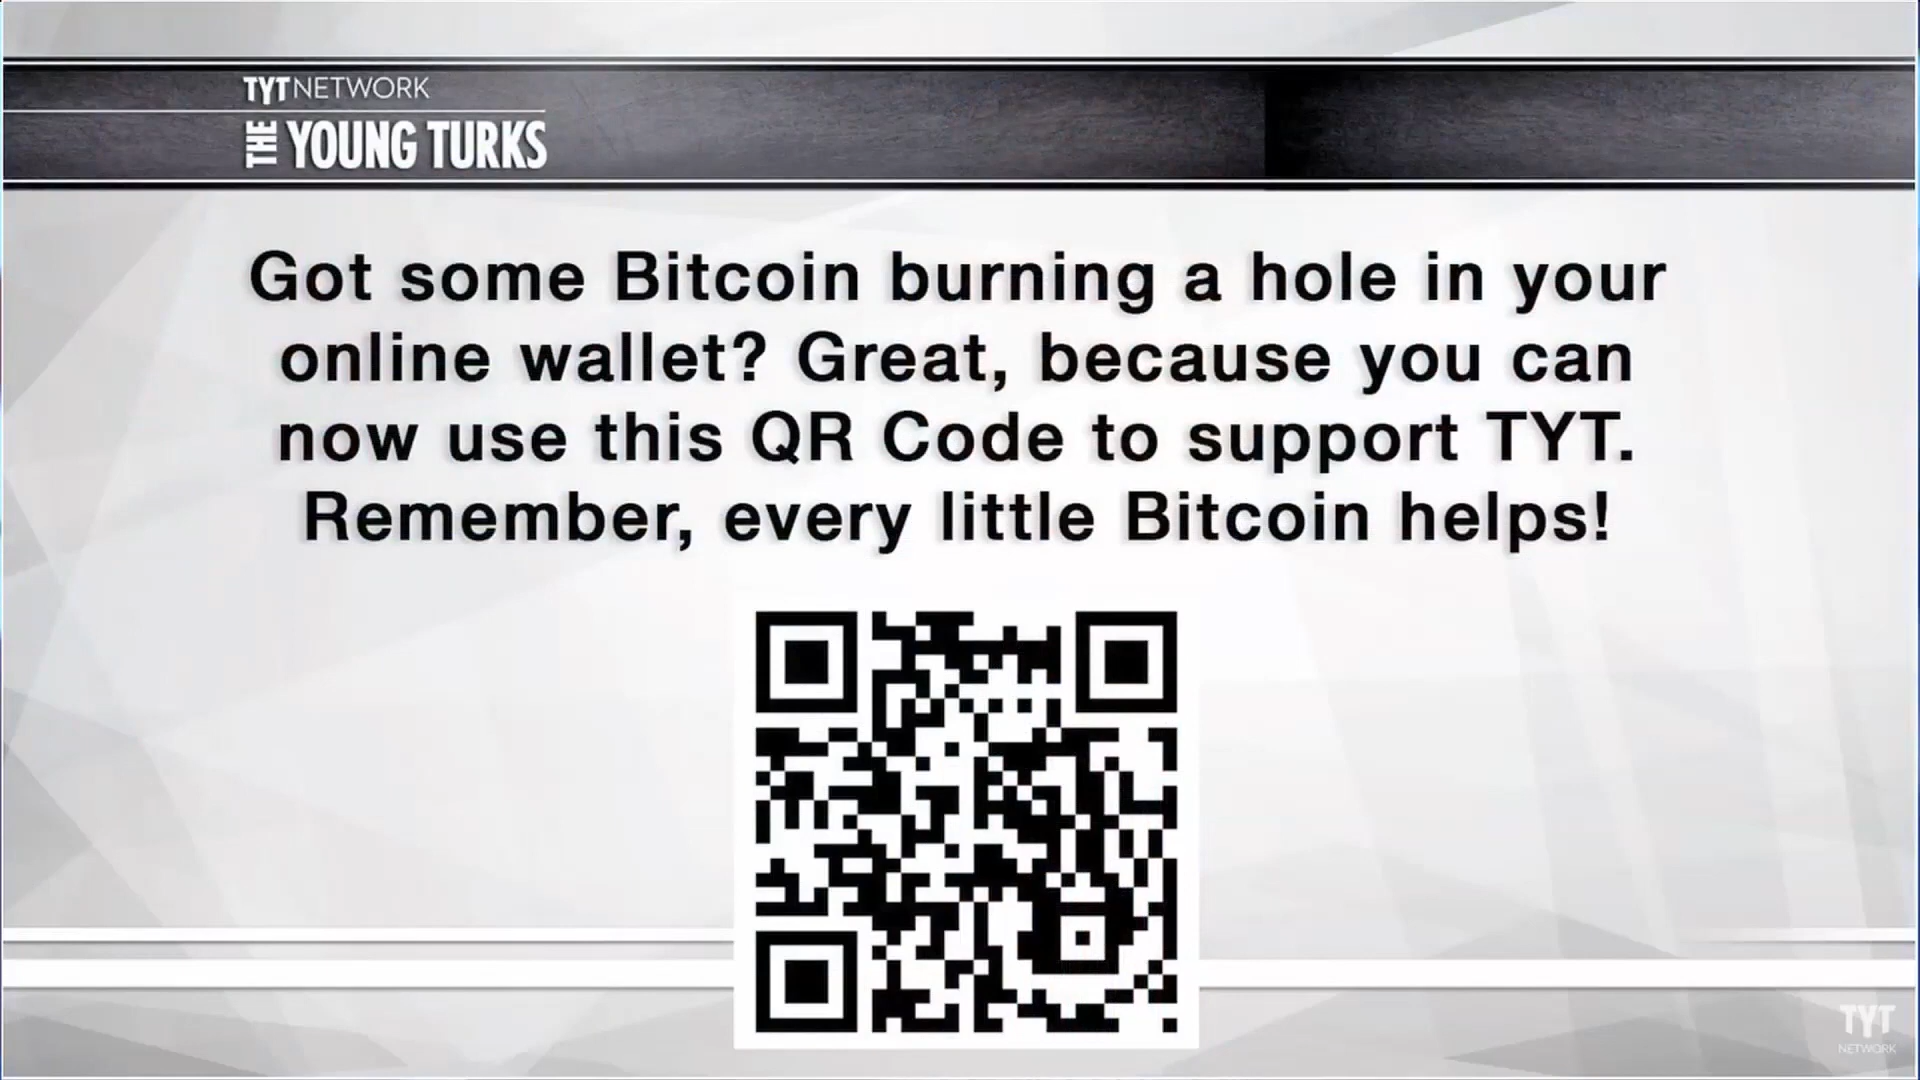 TYT NETWORK
THE YOUNG TURKS
Got some Bitcoin burning a hole in your
online wallet? Great, because you can
now use this QR Code to support TYT.
Remember, every little Bitcoin helps!
TYT
NETWORK